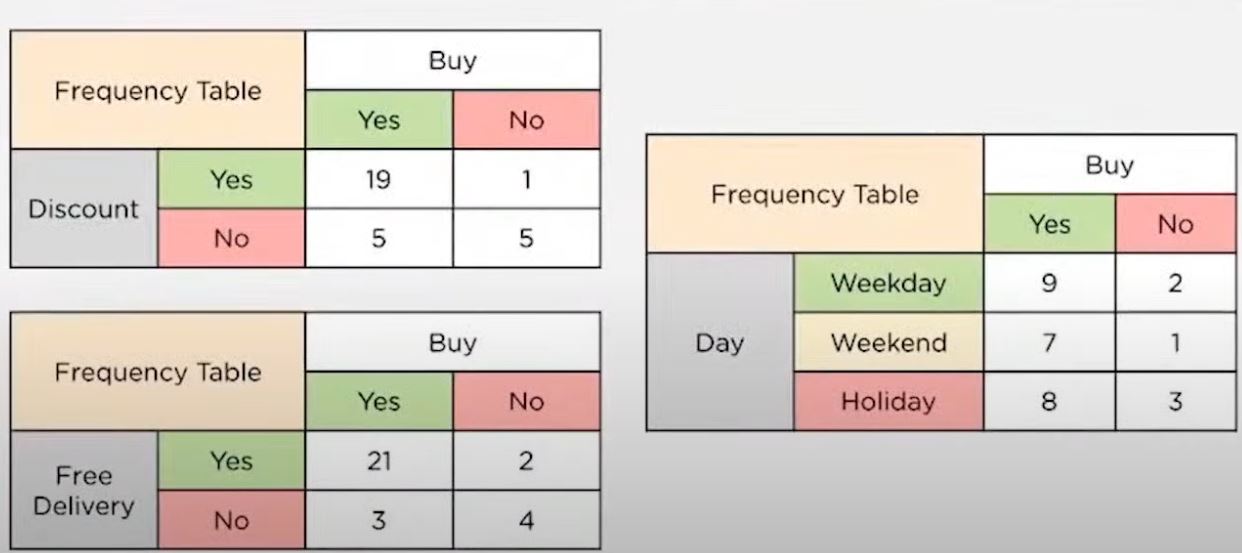 Frequency Table
Buy
Yes No
Discount
Yes 19 1
No 5 5
Frequency Table
Buy
Yes No
Free
Delivery
Yes 21 2
No 3 4
Frequency Table
Buy
Yes No
Day
Weekday 9 2
Weekend 7 1
Holiday 8 3